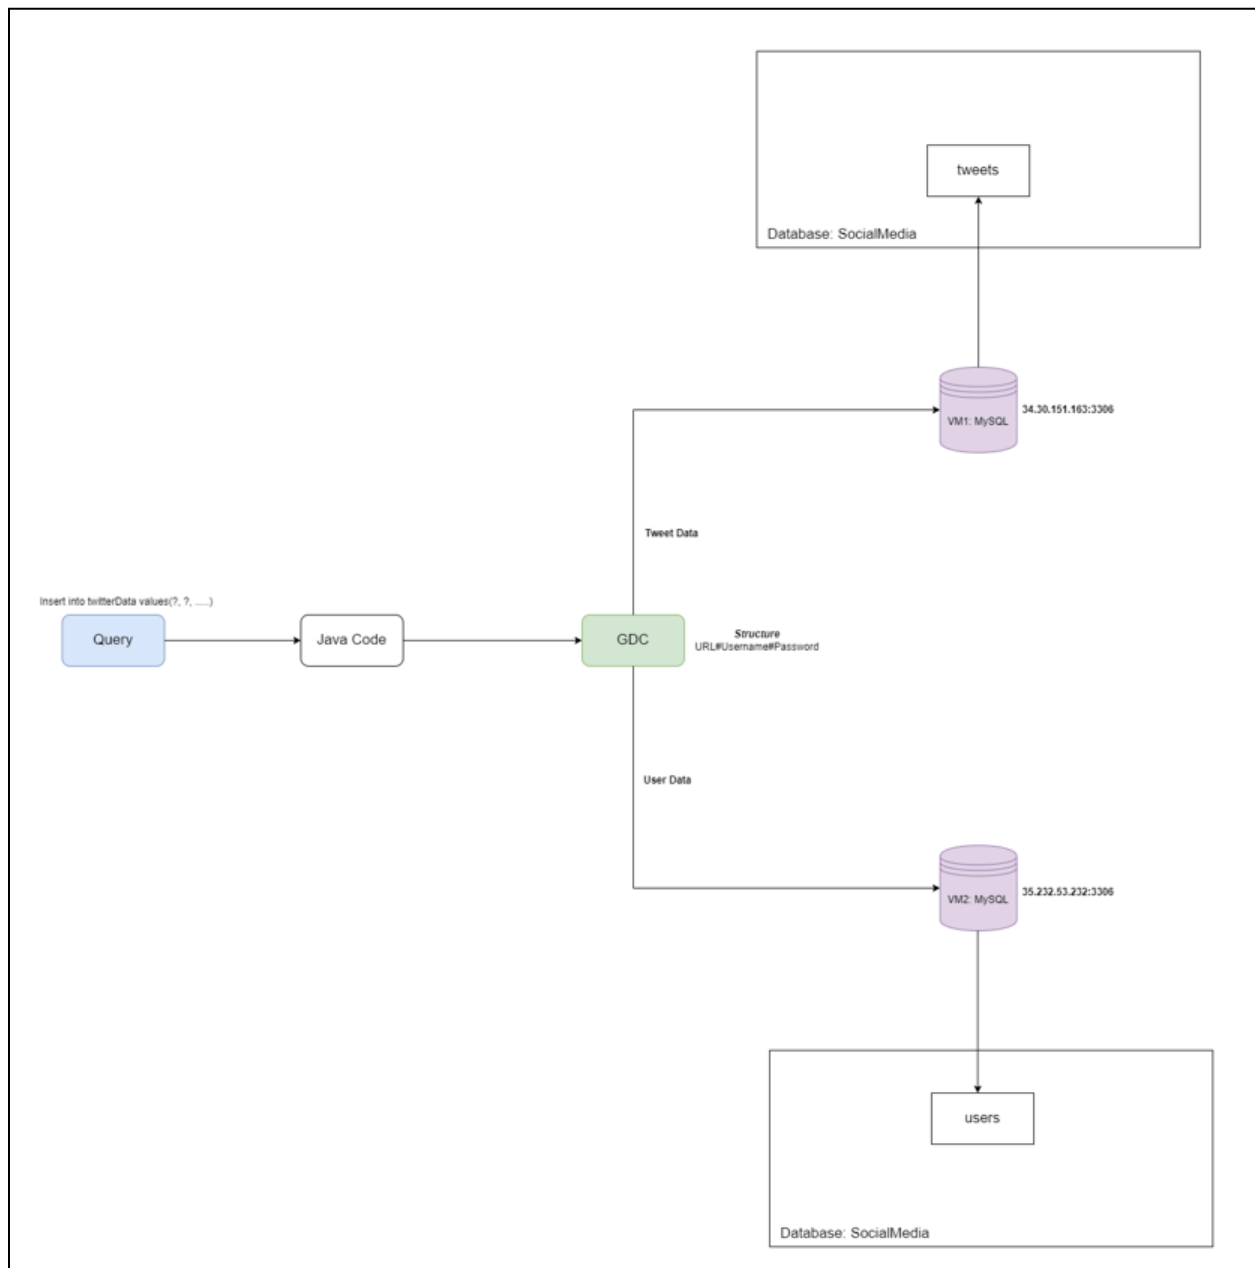 tweets
Database: SocialMedia
VM1: MySQL
34.30.151.163:3306
Tweet Data
Insert into twitterData values(?, ?, .....)
Query
Java Code
GDC
Structure
URL#Username#Password
User Data
VM2: MySQL
35.232.53.232:3306
users
Database: SocialMedia